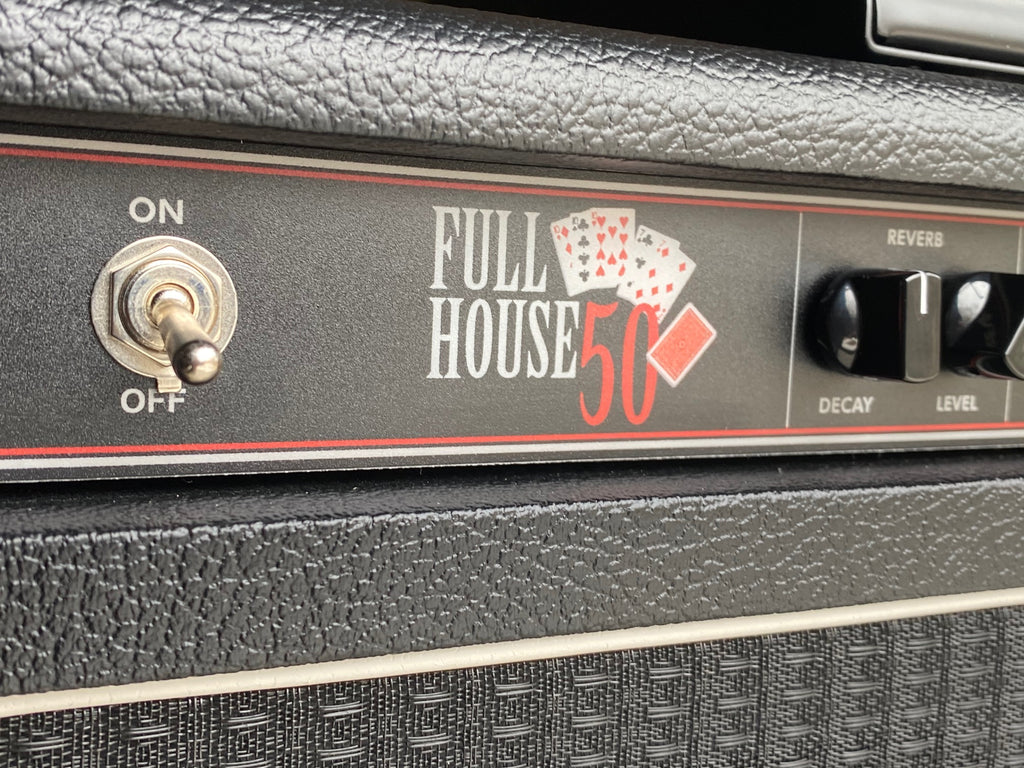 ON
OFF
FULL
HOUSE 50
REVERB
DECAY
LEVEL